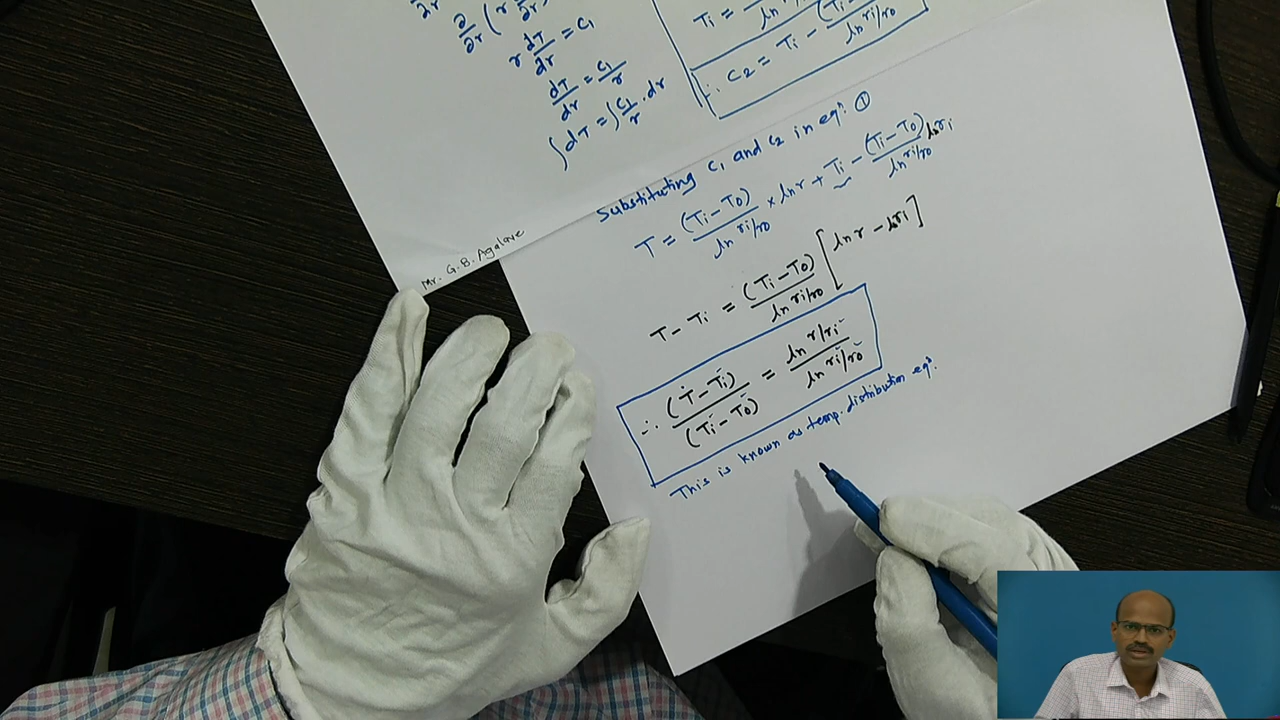 ∂r
∂/∂r (r ∂r)
r dT/dr = C1
dT/dr = C1/r
∫dT = ∫C1/r . dr
Ti =
ln ri/ro
∴ C2 = Ti - (Ti- / ln ri/ro
Mr. G. B. Agalave
Substituting C1 and C2 in eqn. ①
T = (Ti-To)/ln ri/ro × ln r + Ti - (Ti-To)/ln ri/ro ln ri
T - Ti = (Ti-To)/ln ri/ro [ln r - ln ri]
∴ (T-Ti)/(Ti-To) = ln r/ri / ln ri/ro
This is known as temp. distribution eqn.